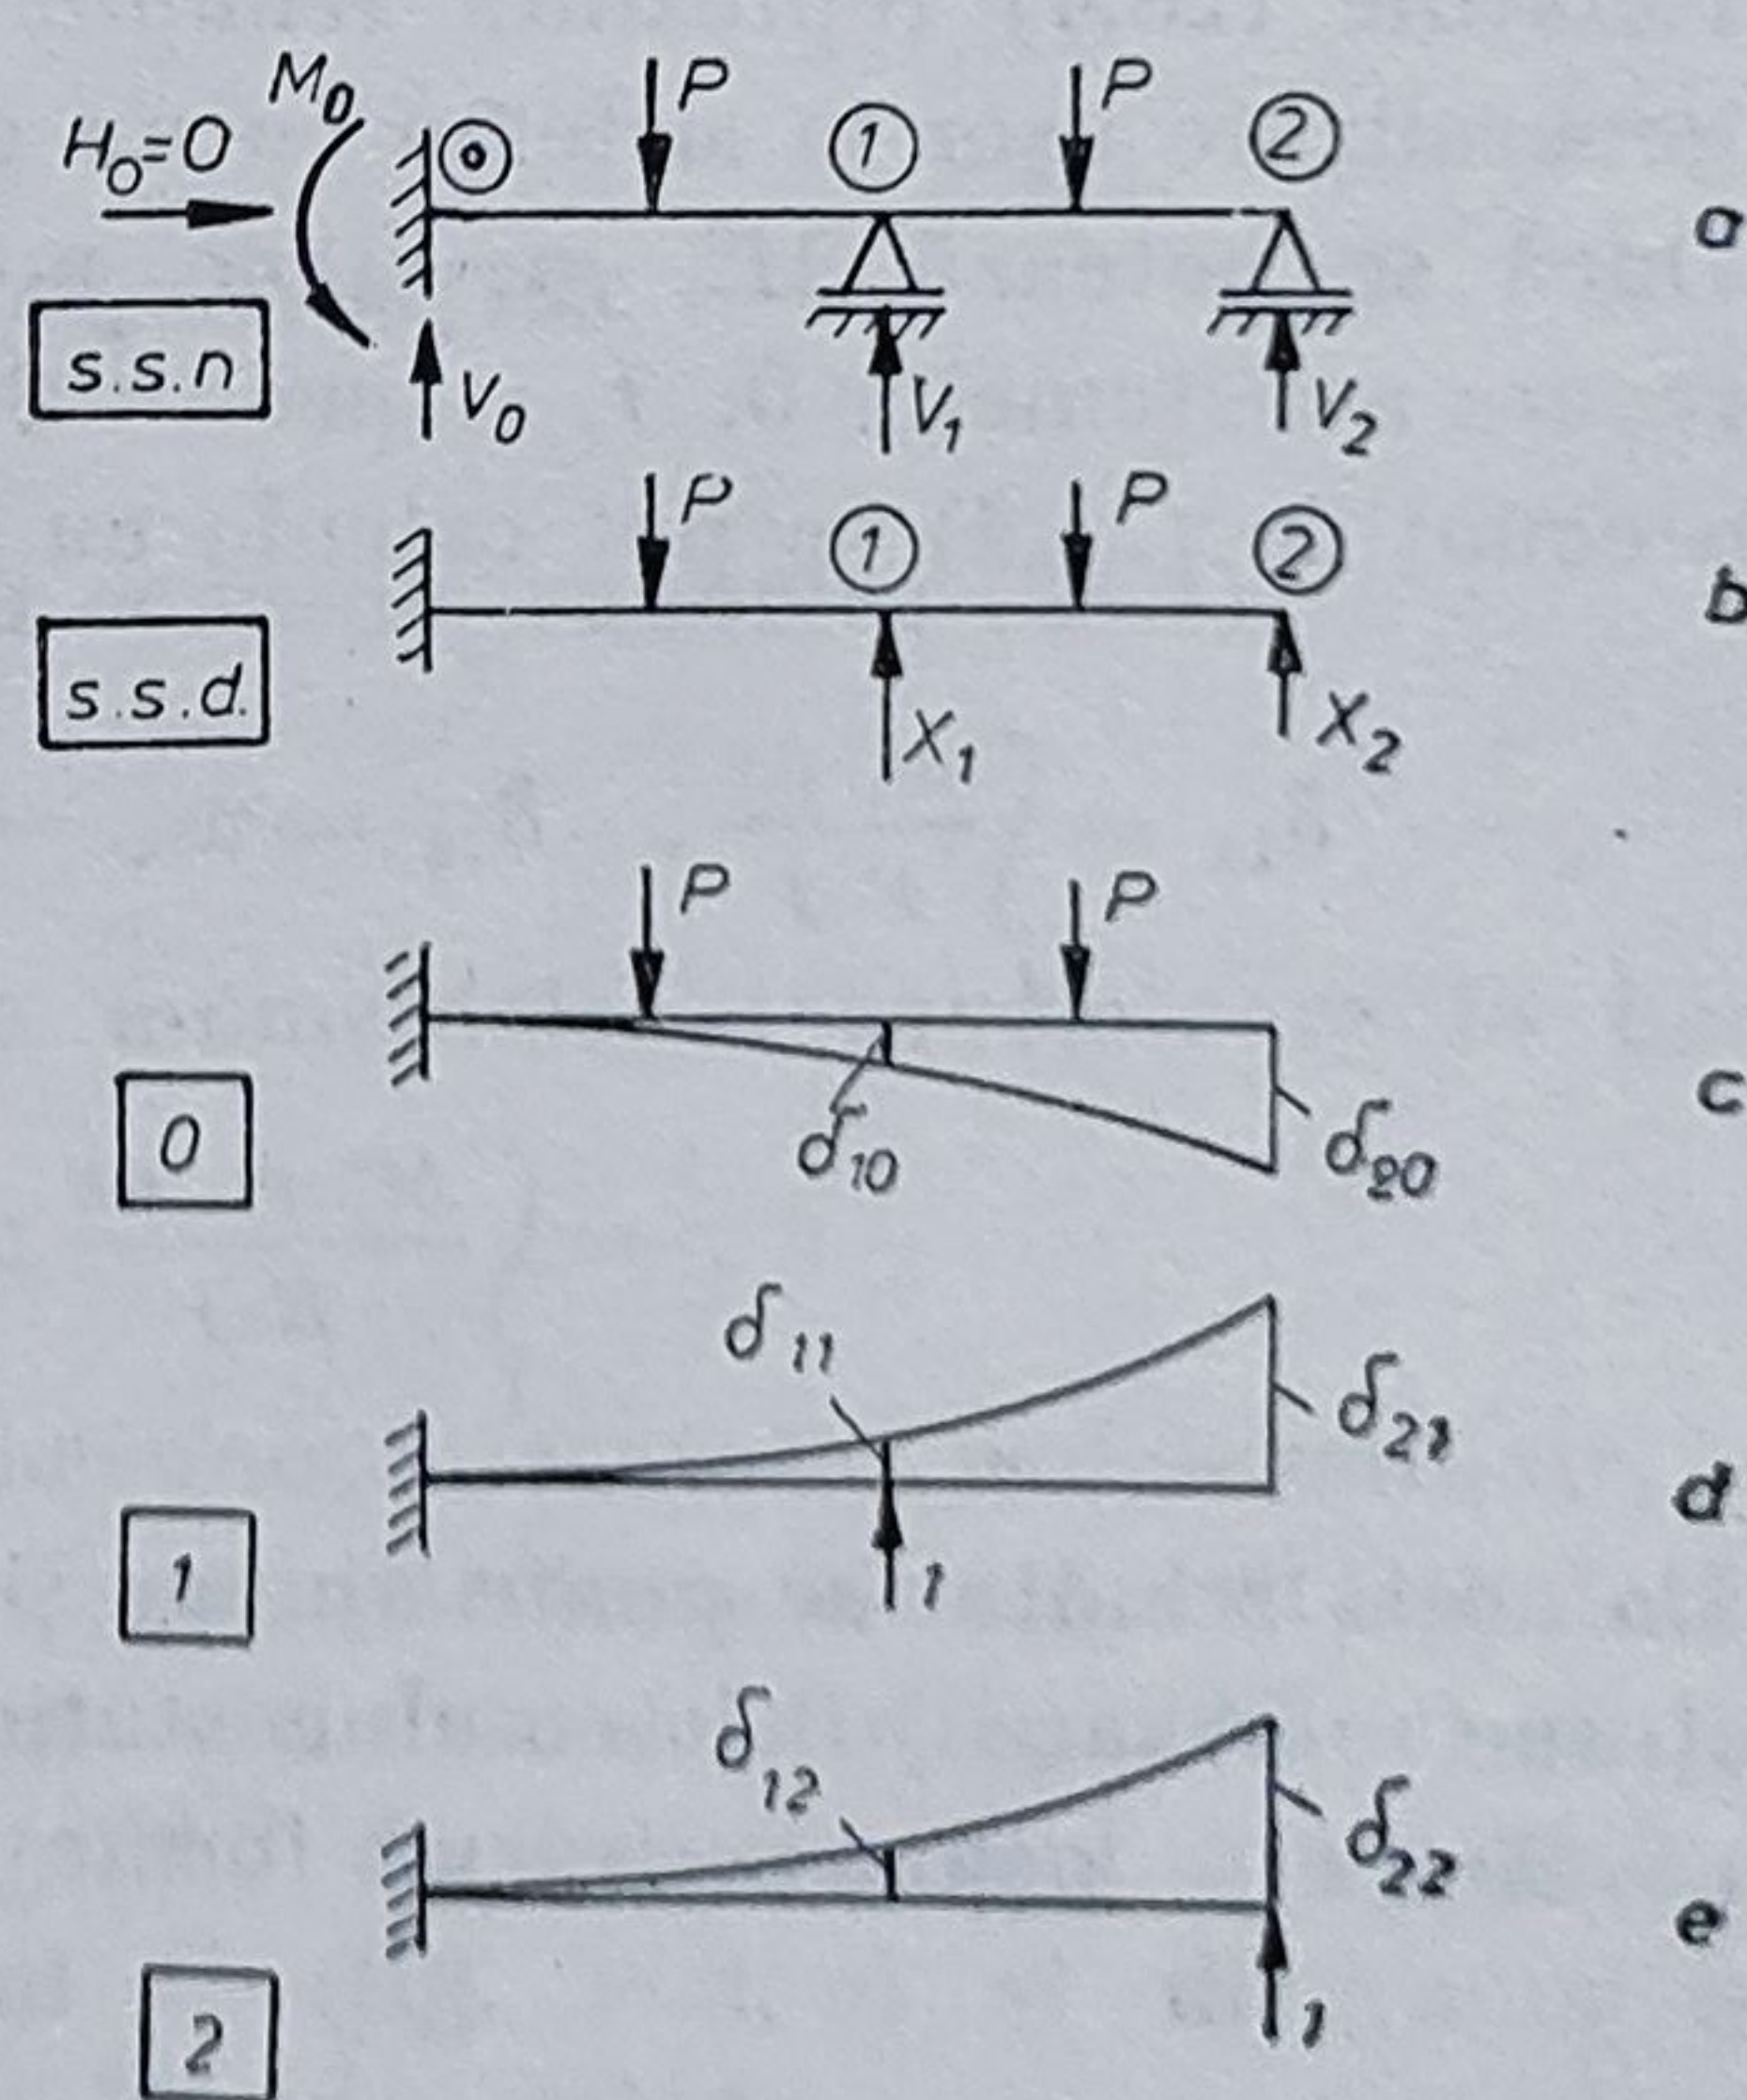 M₀
H₀=0
⊙ P ① P ②
a
s.s.n
V₀ V₁ V₂
P ① P ②
b
s.s.d.
X₁ X₂
P P
c
0
δ₁₀ δ₂₀
δ₁₁
δ₂₁
d
1
1
δ₁₂
δ₂₂
e
2
1